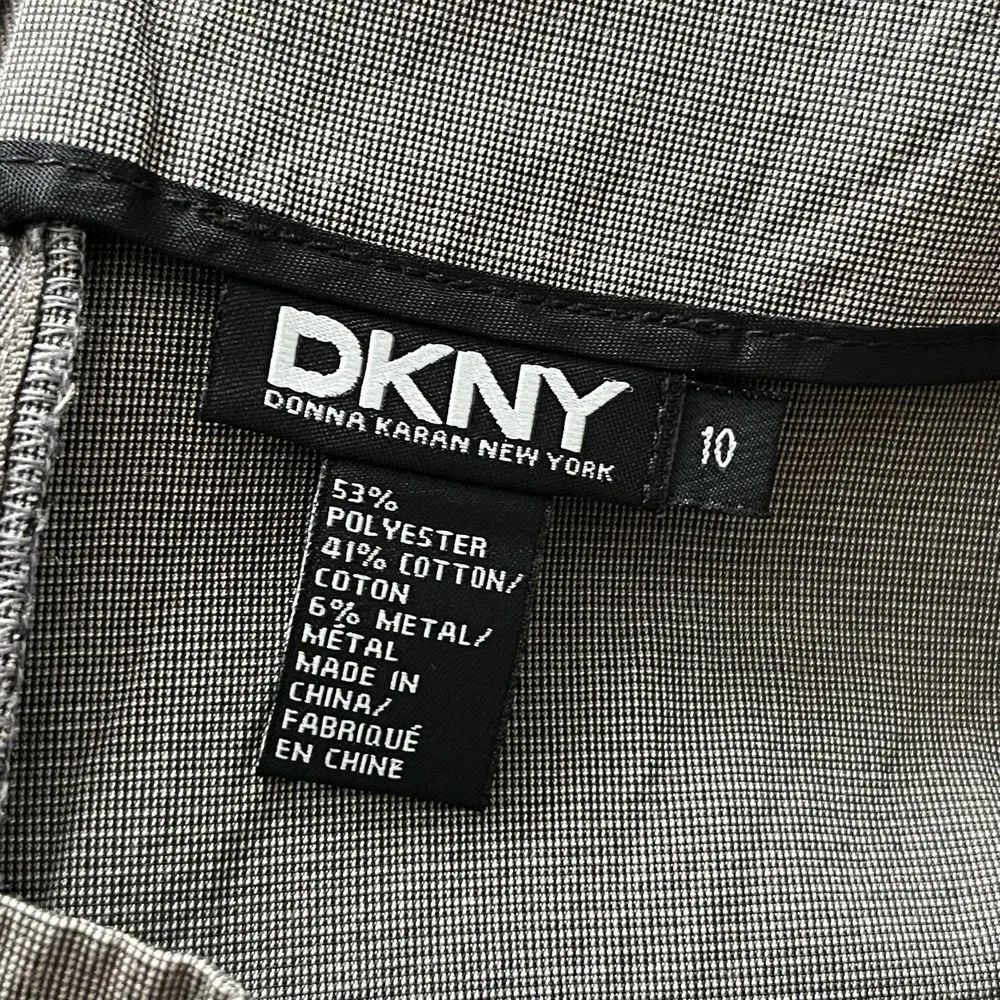 DKNY
DONNA KARAN NEW YORK
10
53%
POLYESTER
41% COTTON/
COTON
6% METAL/
MÉTAL
MADE IN
CHINA/
FABRIQUÉ
EN CHINE